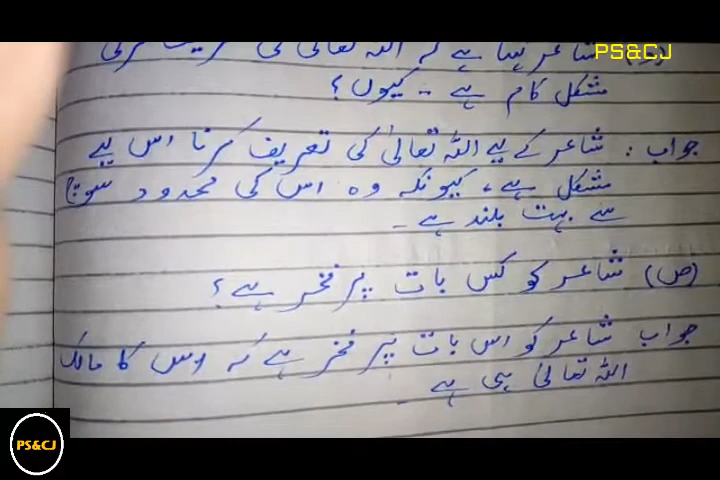 PS&CJ
شاعر کہتا ہے کہ اللہ تعالیٰ کی تعریف کرنی
مشکل کام ہے -- کیوں؟
جواب: شاعر کے لیے اللہ تعالیٰ کی تعریف کرنا اس لیے
مشکل ہے، کیونکہ وہ اس کی محدود سوچ
سے بہت بلند ہے -
(ص) شاعر کو کس بات پر فخر ہے؟
جواب شاعر کو اس بات پر فخر ہے کہ اس کا مالک
اللہ تعالیٰ ہی ہے -
PS&CJ